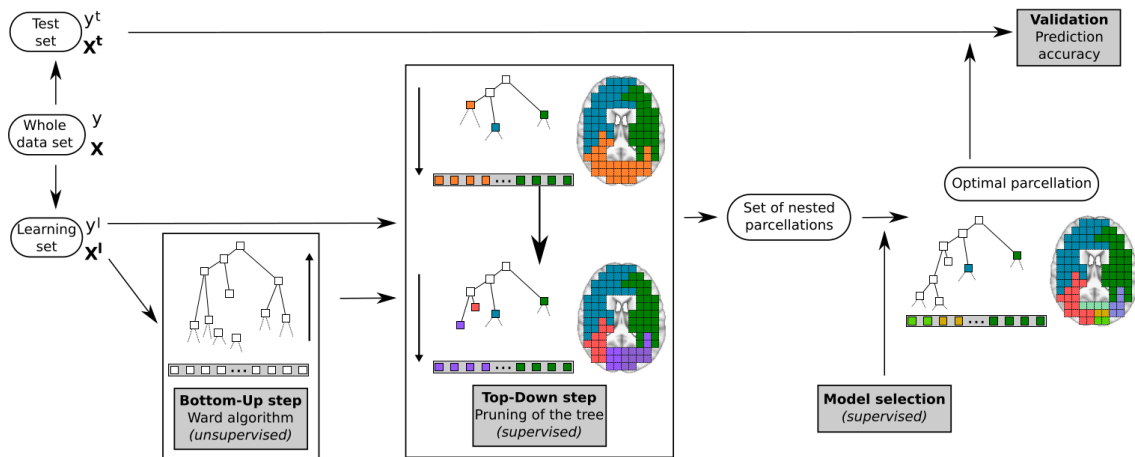 Test
set
y^t
X^t
Validation
Prediction
accuracy
Whole
data set
y
X
Learning
set
y^l
X^l
Bottom-Up step
Ward algorithm
(unsupervised)
Top-Down step
Pruning of the tree
(supervised)
Set of nested
parcellations
Optimal parcellation
Model selection
(supervised)